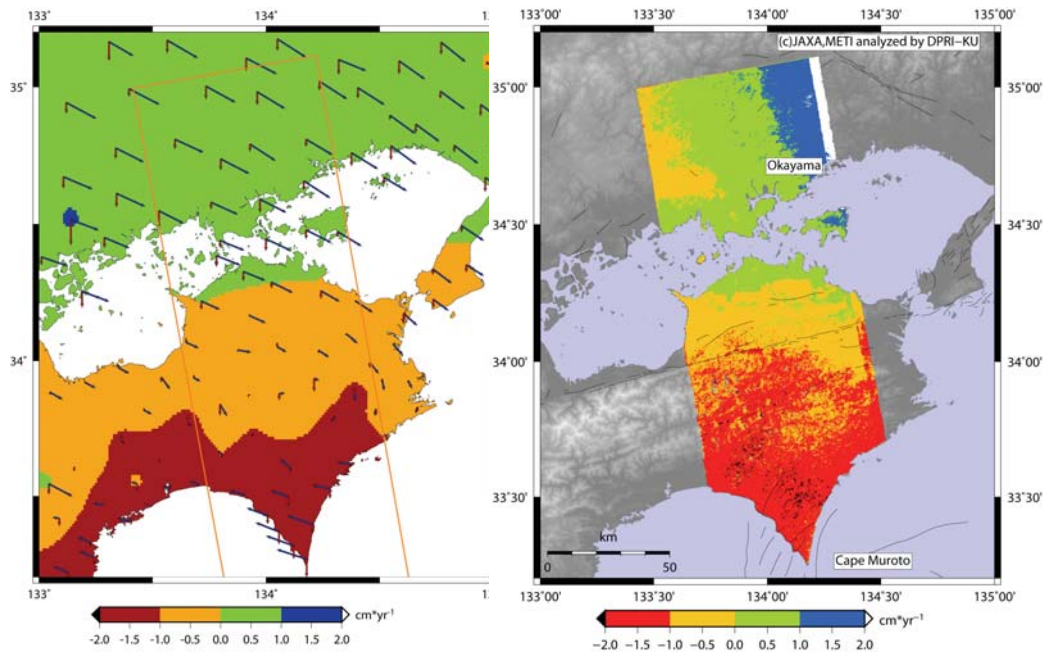 133° 134° 13
35°
34°
133° 134° 13
cm*yr⁻¹
-2.0 -1.5 -1.0 -0.5 0.0 0.5 1.0 1.5 2.0
133°00' 133°30' 134°00' 134°30' 135°00'
(c)JAXA,METI analyzed by DPRI−KU
35°00' 35°00'
Okayama
34°30' 34°30'
34°00' 34°00'
33°30' 33°30'
km
0 50
Cape Muroto
133°00' 133°30' 134°00' 134°30' 135°00'
cm*yr⁻¹
−2.0 −1.5 −1.0 −0.5 0.0 0.5 1.0 1.5 2.0